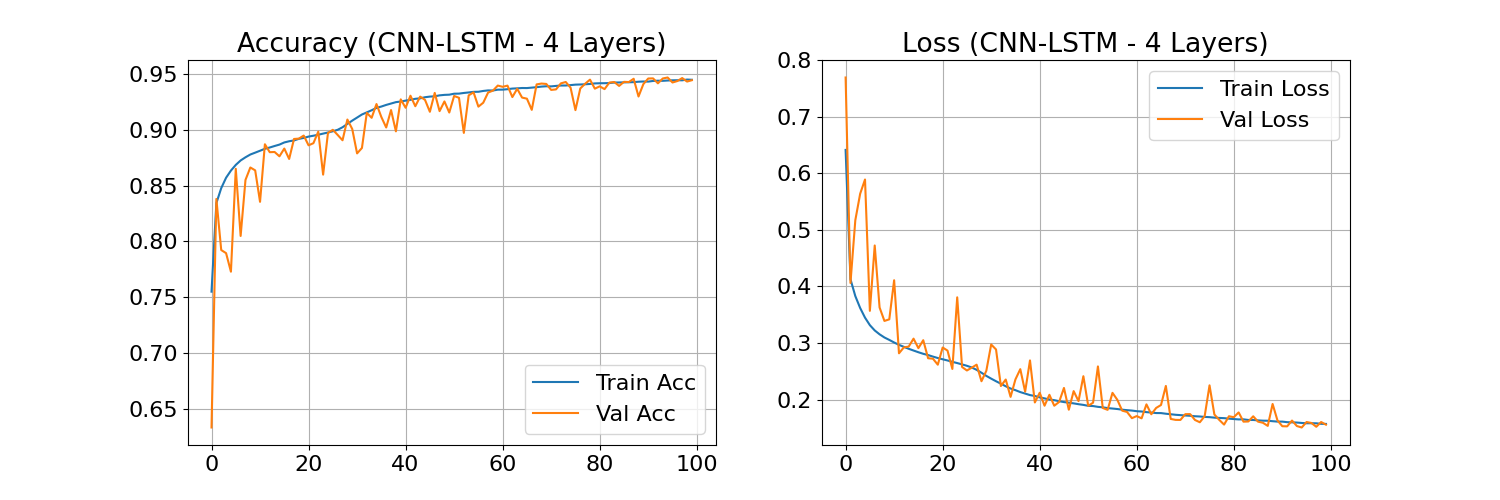 Accuracy (CNN-LSTM - 4 Layers)
0.95
0.90
0.85
0.80
0.75
0.70
0.65
0 20 40 60 80 100
Train Acc
Val Acc
Loss (CNN-LSTM - 4 Layers)
0.8
0.7
0.6
0.5
0.4
0.3
0.2
0 20 40 60 80 100
Train Loss
Val Loss